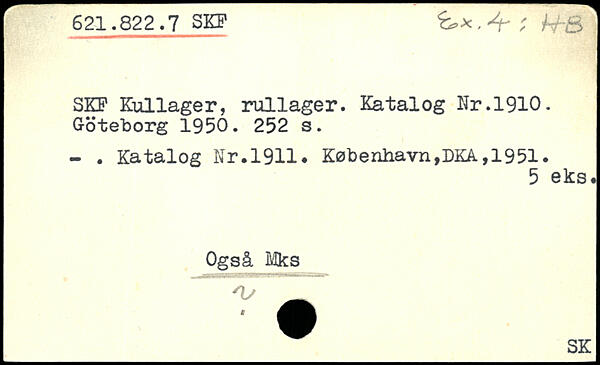 621.822.7 SKF
Ex. 4 : HB
SKF Kullager, rullager. Katalog Nr.1910.
Göteborg 1950. 252 s.
- . Katalog Nr.1911. København,DKA,1951.
5 eks.
Også Mks
?
SK